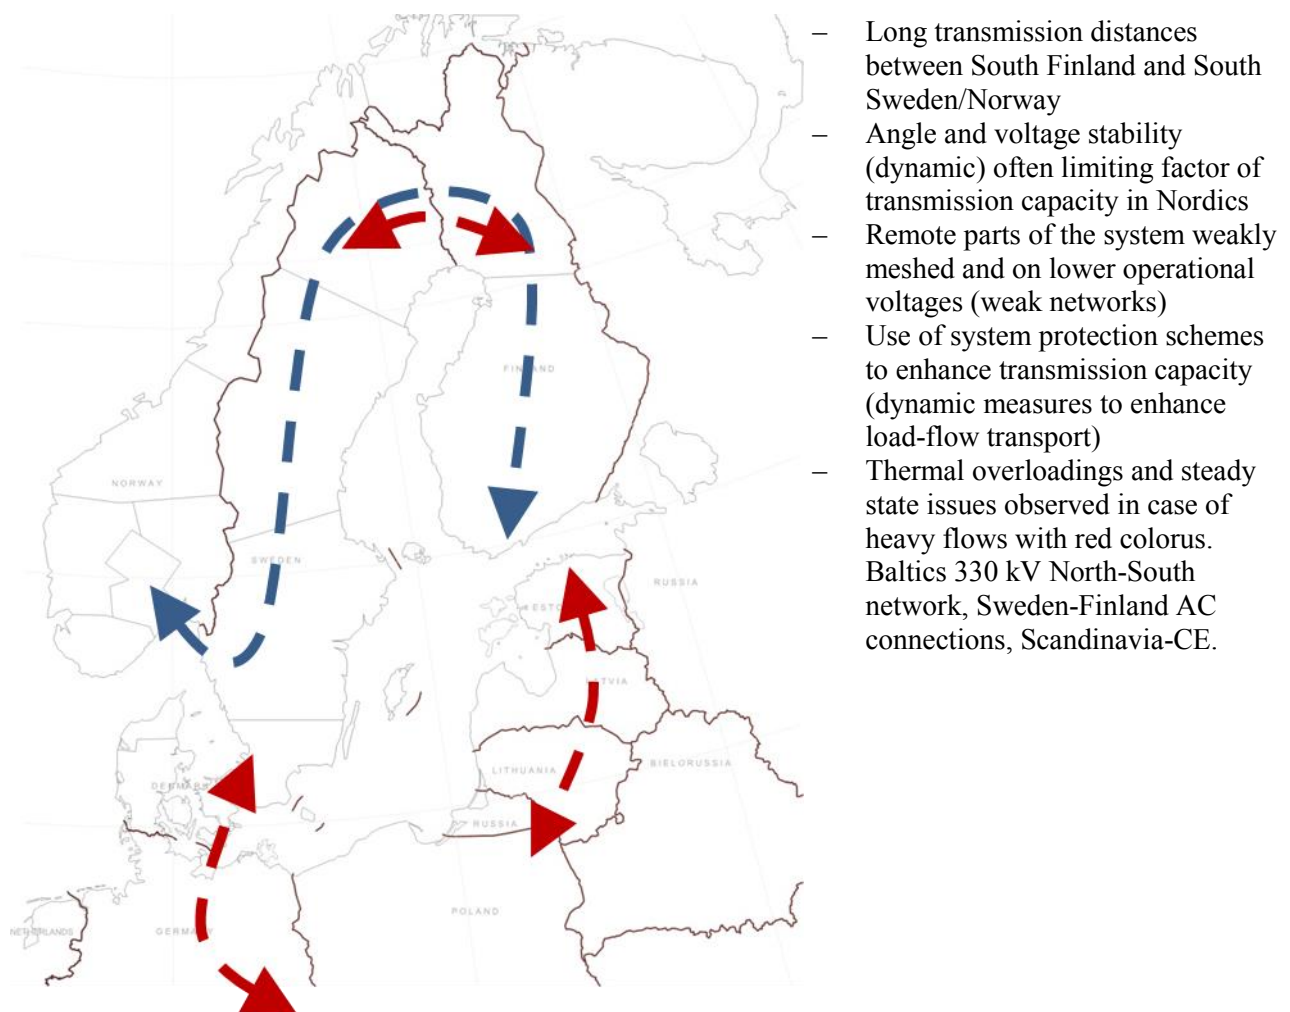 – Long transmission distances
between South Finland and South
Sweden/Norway
– Angle and voltage stability
(dynamic) often limiting factor of
transmission capacity in Nordics
– Remote parts of the system weakly
meshed and on lower operational
voltages (weak networks)
– Use of system protection schemes
to enhance transmission capacity
(dynamic measures to enhance
load-flow transport)
– Thermal overloadings and steady
state issues observed in case of
heavy flows with red colorus.
Baltics 330 kV North-South
network, Sweden-Finland AC
connections, Scandinavia-CE.
FINLAND
NORWAY
SWEDEN
RUSSIA
LATVIA
LITHUANIA
BIELORUSSIA
RUSSIA
POLAND
NETHERLANDS
GERMANY